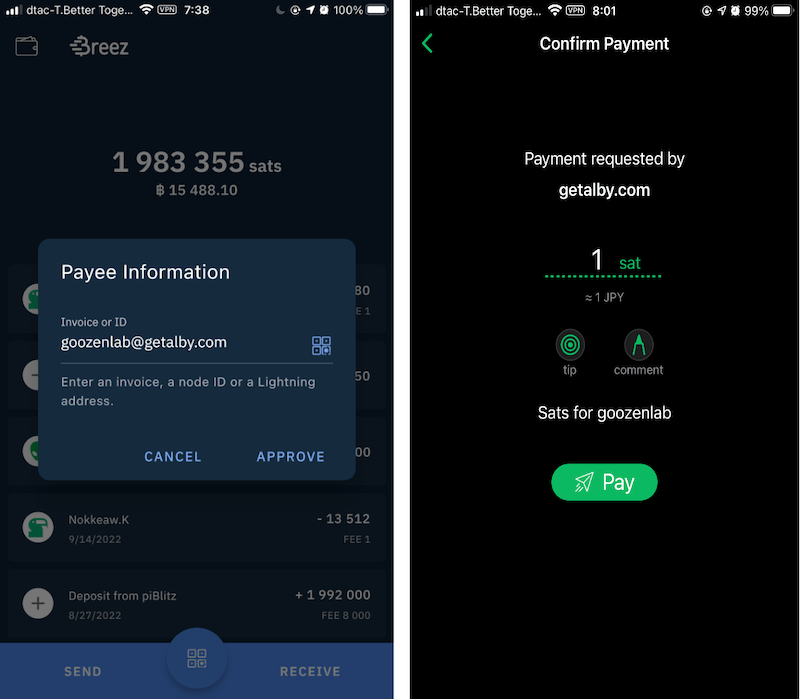 dtac-T.Better Toge... VPN 7:38 100%
Breez
1 983 355 sats
฿ 15 488.10
Payee Information
80
E 1
Invoice or ID
goozenlab@getalby.com
50
Enter an invoice, a node ID or a Lightning
address.
CANCEL APPROVE
00
Nokkeaw.K - 13 512
9/14/2022 FEE 1
Deposit from piBlitz + 1 992 000
8/27/2022 FEE 8 000
SEND RECEIVE
dtac-T.Better Toge... VPN 8:01 99%
Confirm Payment
Payment requested by
getalby.com
1 sat
≈ 1 JPY
tip comment
Sats for goozenlab
Pay